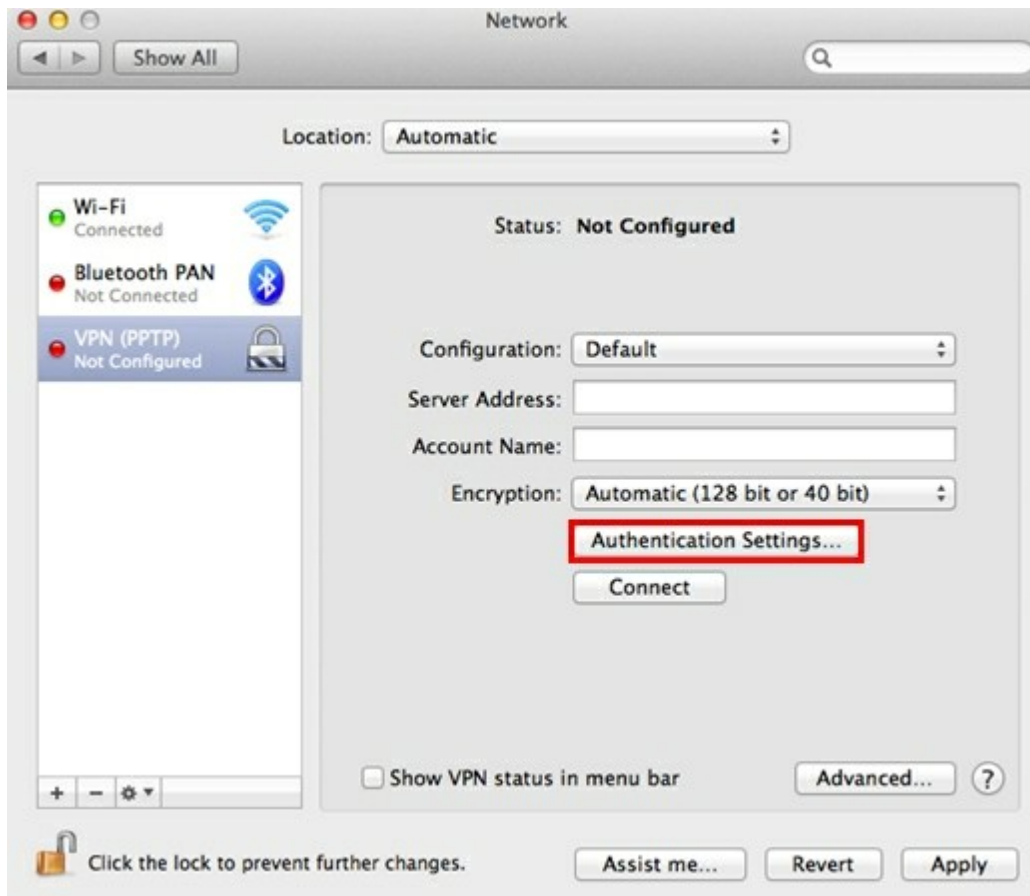 Network
Show All
Location: Automatic
Wi-Fi
Connected
Bluetooth PAN
Not Connected
VPN (PPTP)
Not Configured
Status: Not Configured
Configuration: Default
Server Address:
Account Name:
Encryption: Automatic (128 bit or 40 bit)
Authentication Settings...
Connect
Show VPN status in menu bar
Advanced... ?
Click the lock to prevent further changes.
Assist me... Revert Apply